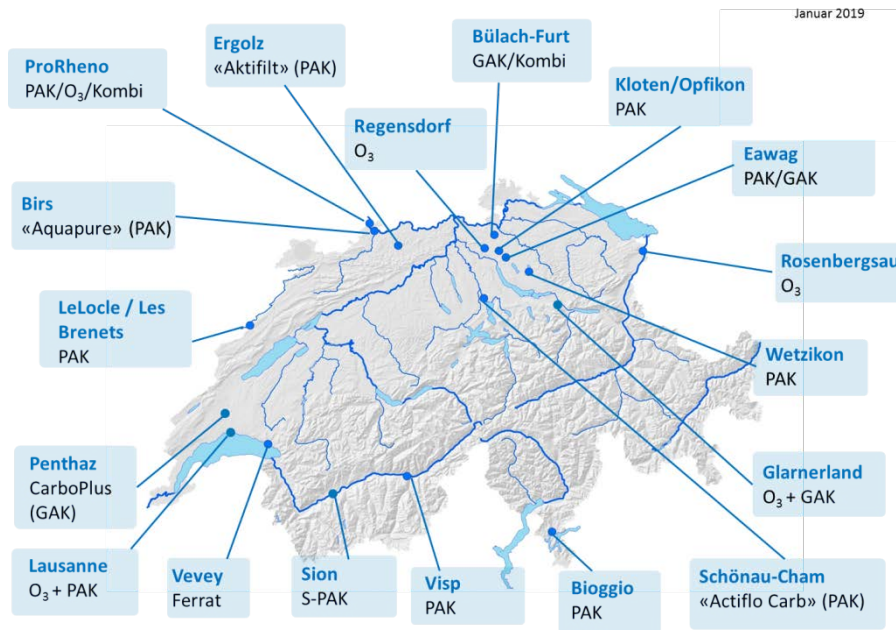 Januar 2019
ProRheno
PAK/O₃/Kombi
Ergolz
«Aktifilt» (PAK)
Bülach-Furt
GAK/Kombi
Kloten/Opfikon
PAK
Regensdorf
O₃
Eawag
PAK/GAK
Birs
«Aquapure» (PAK)
Rosenbergsau
O₃
LeLocle / Les
Brenets
PAK
Wetzikon
PAK
Penthaz
CarboPlus
(GAK)
Glarnerland
O₃ + GAK
Lausanne
O₃ + PAK
Vevey
Ferrat
Sion
S-PAK
Visp
PAK
Bioggio
PAK
Schönau-Cham
«Actiflo Carb» (PAK)